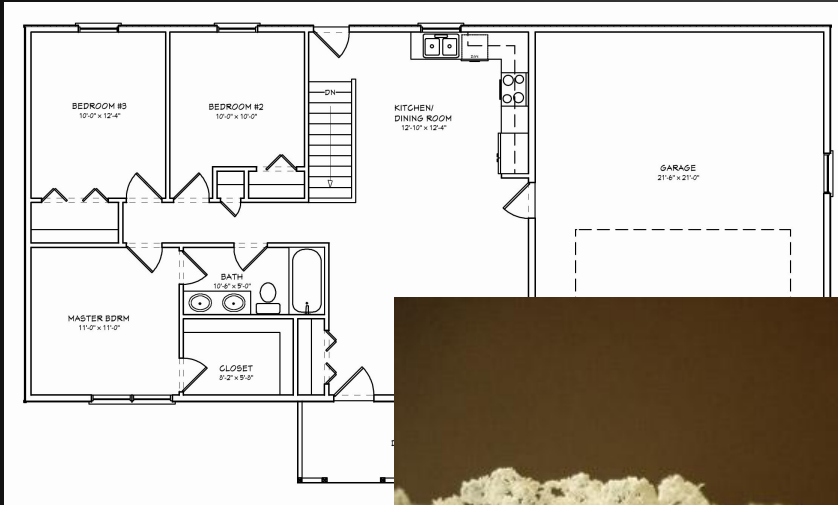 BEDROOM #3
10'-0" x 12'-4"
BEDROOM #2
10'-0" x 10'-0"
DN
KITCHEN/
DINING ROOM
12'-10" x 12'-4"
GARAGE
21'-6" x 21'-0"
BATH
10'-6" x 5'-0"
MASTER BDRM
11'-0" x 11'-0"
CLOSET
8'-2" x 5'-8"